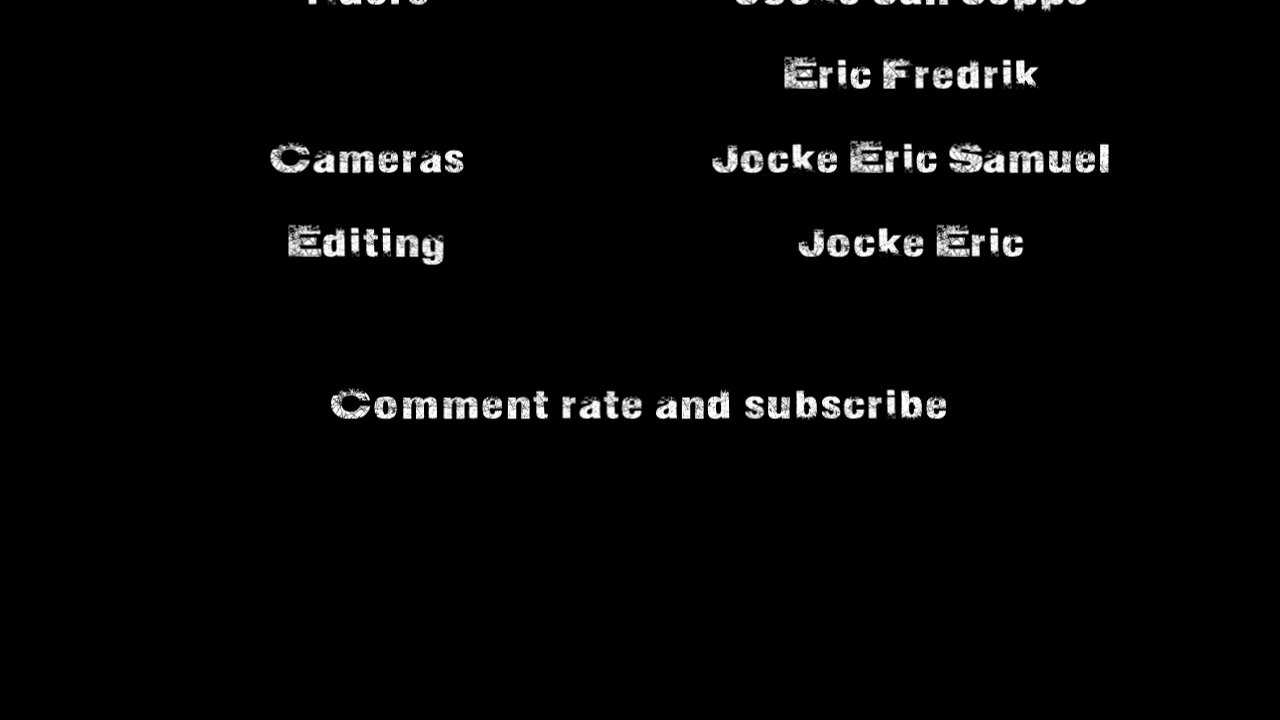 Eric Fredrik
Cameras Jocke Eric Samuel
Editing Jocke Eric
Comment rate and subscribe